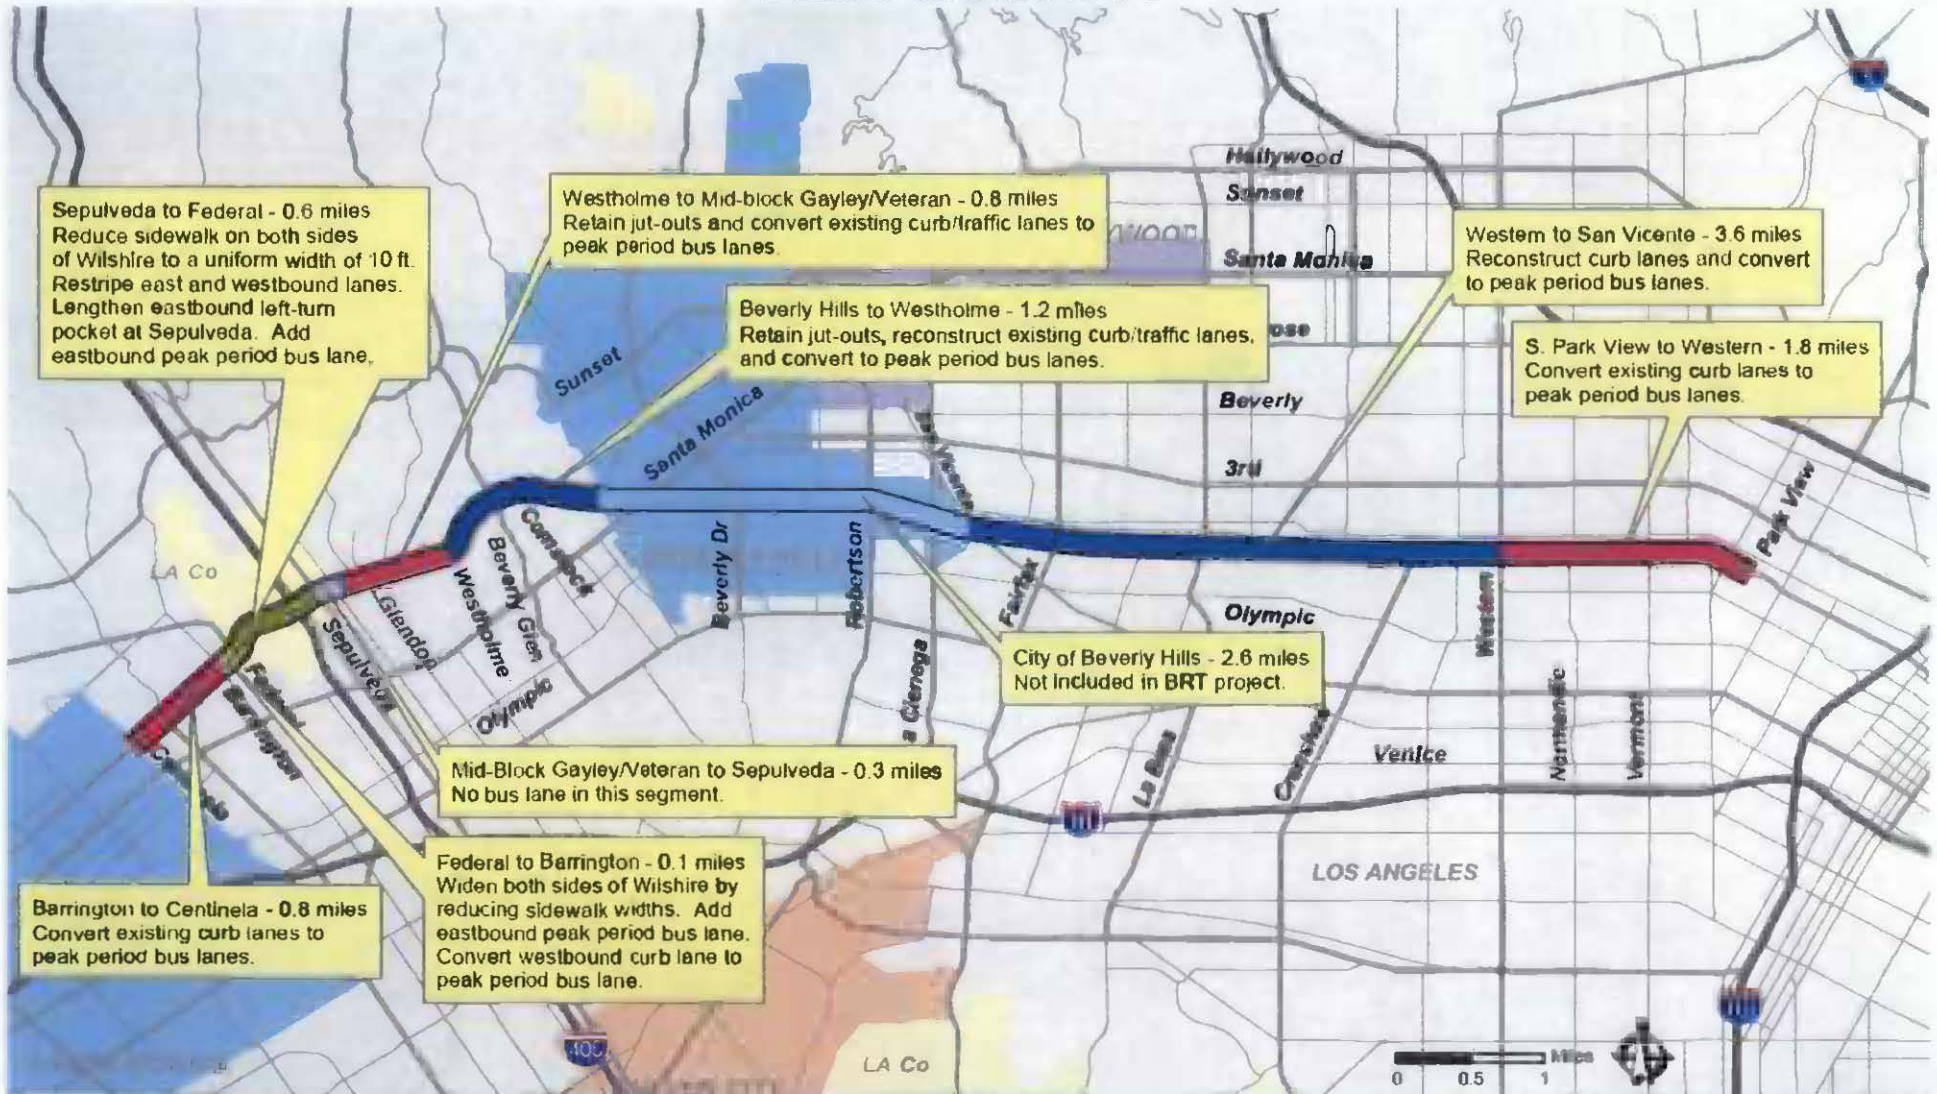 Hollywood
Sunset
Santa Monica
Sepulveda to Federal - 0.6 miles
Reduce sidewalk on both sides
of Wilshire to a uniform width of 10 ft.
Restripe east and westbound lanes.
Lengthen eastbound left-turn
pocket at Sepulveda. Add
eastbound peak period bus lane.
Westholme to Mid-block Gayley/Veteran - 0.8 miles
Retain jut-outs and convert existing curb/traffic lanes to
peak period bus lanes.
Beverly Hills to Westholme - 1.2 miles
Retain jut-outs, reconstruct existing curb/traffic lanes,
and convert to peak period bus lanes.
Western to San Vicente - 3.6 miles
Reconstruct curb lanes and convert
to peak period bus lanes.
S. Park View to Western - 1.8 miles
Convert existing curb lanes to
peak period bus lanes.
Sunset
Santa Monica
Beverly
3rd
Park View
LA Co
Comstock
Beverly Glen
Westholme
Glendon
Sepulveda
Federal
Barrington
Olympic
Beverly Dr
Robertson
Fairfax
Olympic
Western
City of Beverly Hills - 2.6 miles
Not Included in BRT project.
a Cienega
La Brea
Crenshaw
Venice
Normandie
Vermont
Mid-Block Gayley/Veteran to Sepulveda - 0.3 miles
No bus lane in this segment.
Federal to Barrington - 0.1 miles
Widen both sides of Wilshire by
reducing sidewalk widths. Add
eastbound peak period bus lane.
Convert westbound curb lane to
peak period bus lane.
Barrington to Centinela - 0.8 miles
Convert existing curb lanes to
peak period bus lanes.
LOS ANGELES
405
LA Co
Miles
0 0.5 1